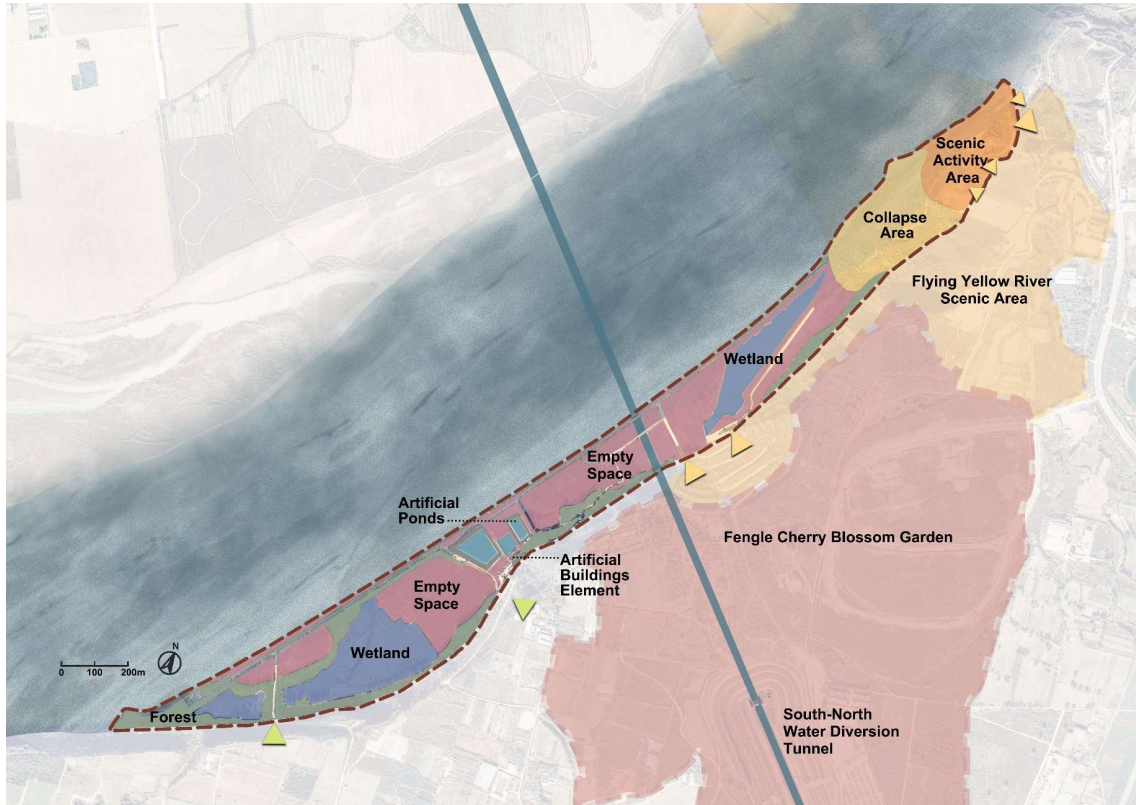 Scenic
Activity
Area
Collapse
Area
Flying Yellow River
Scenic Area
Wetland
Empty
Space
Artificial
Ponds
Fengle Cherry Blossom Garden
Artificial
Buildings
Element
Empty
Space
Wetland
N
0 100 200m
Forest
South-North
Water Diversion
Tunnel